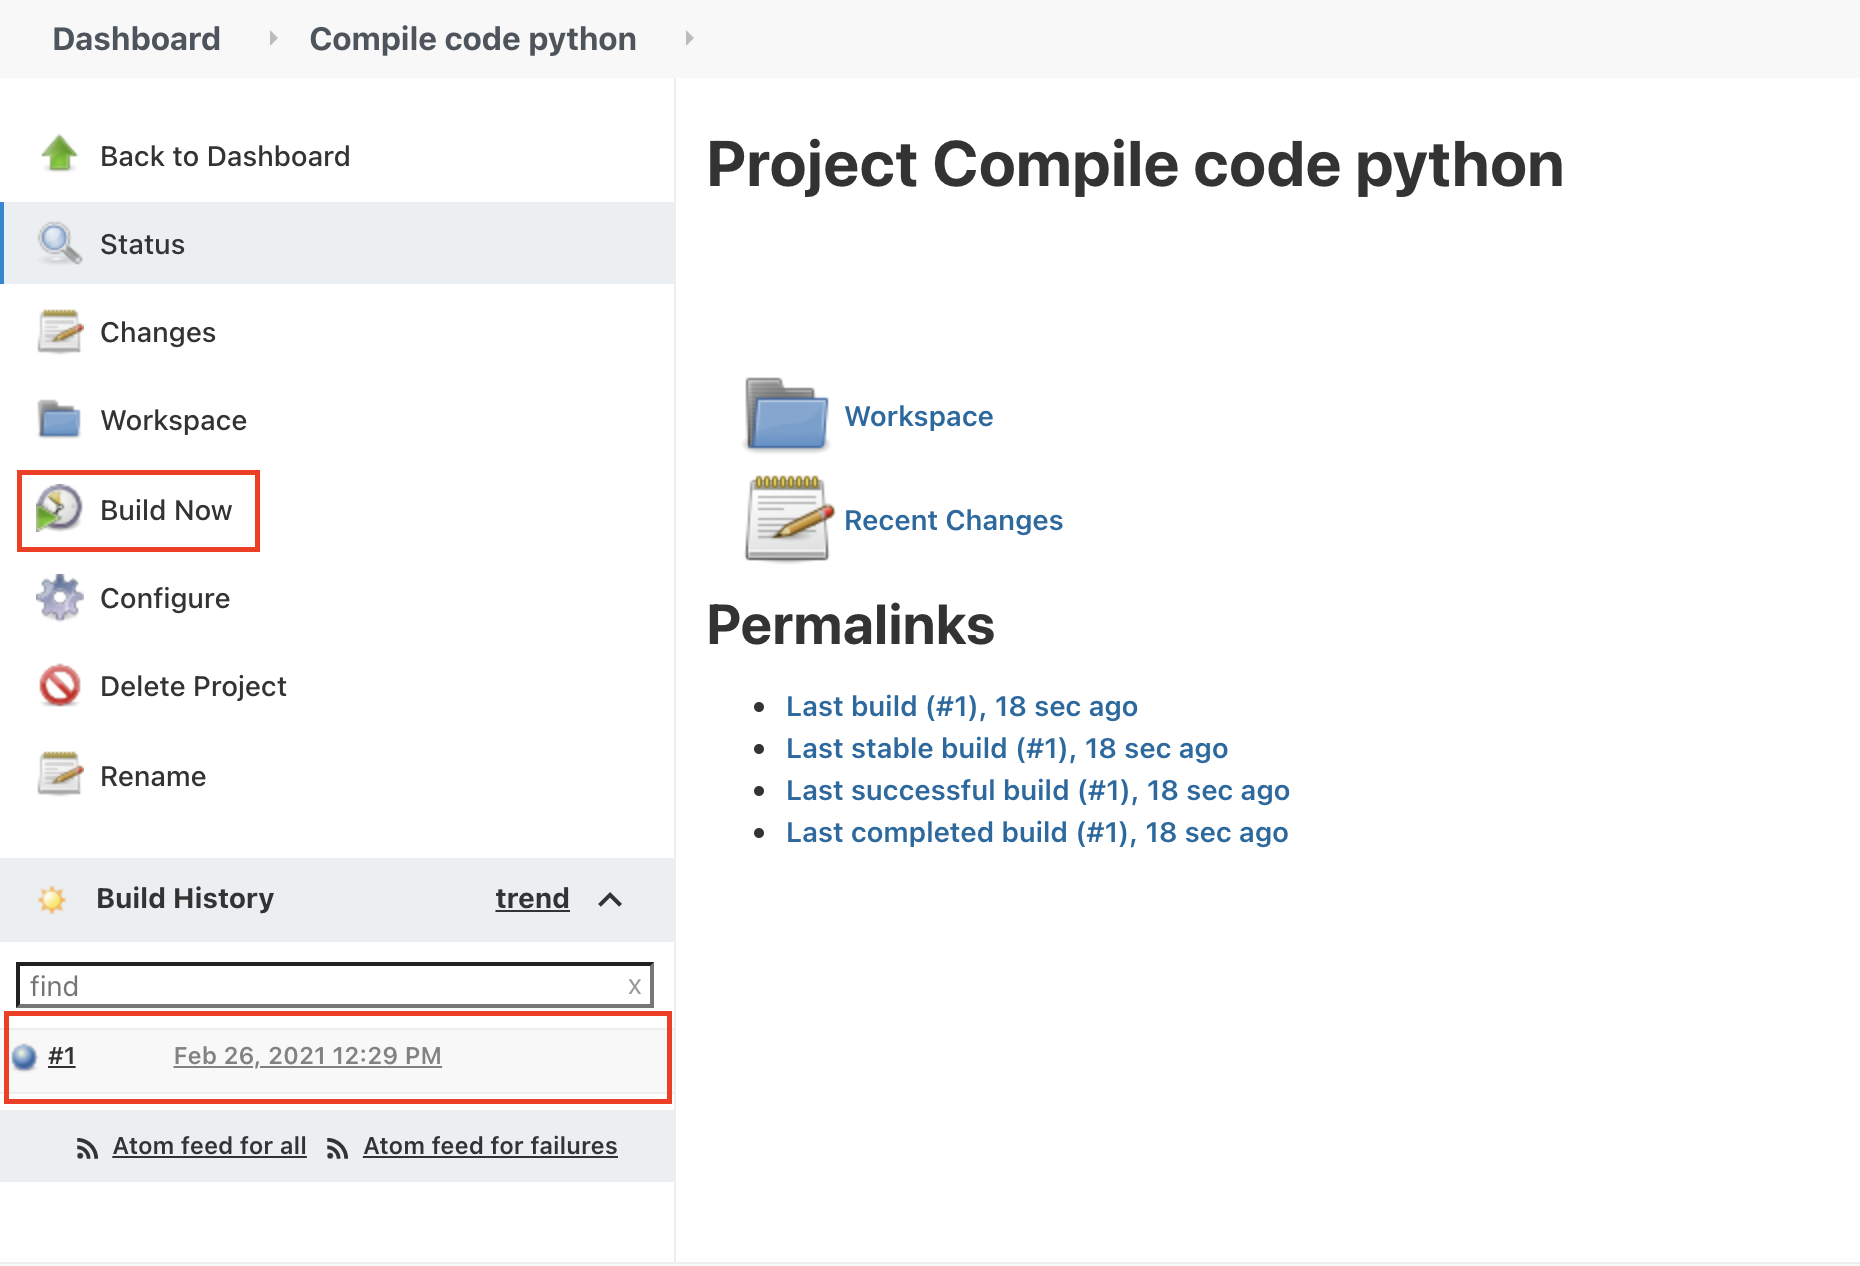 Dashboard Compile code python
Back to Dashboard
Status
Changes
Workspace
Build Now
Configure
Delete Project
Rename
Build History trend
find x
#1 Feb 26, 2021 12:29 PM
Atom feed for all Atom feed for failures
Project Compile code python
Workspace
Recent Changes
Permalinks
Last build (#1), 18 sec ago
Last stable build (#1), 18 sec ago
Last successful build (#1), 18 sec ago
Last completed build (#1), 18 sec ago